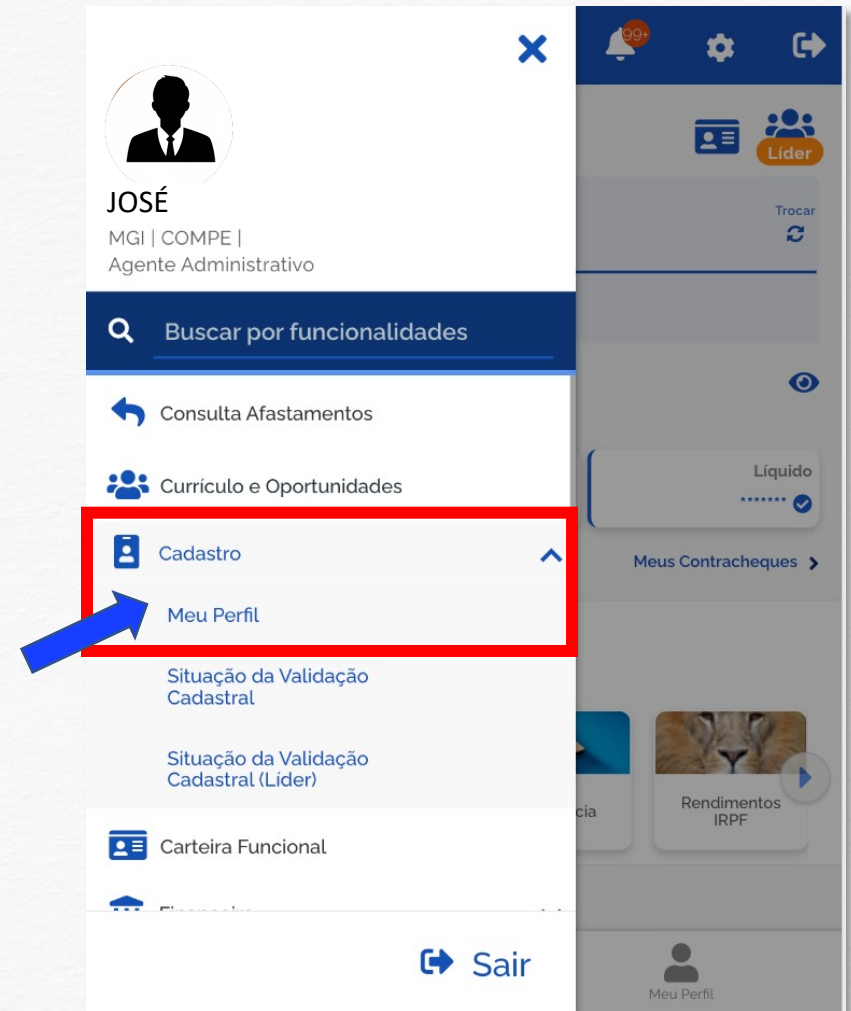 99+
Líder
JOSÉ
MGI | COMPE |
Agente Administrativo
Trocar
Buscar por funcionalidades
Consulta Afastamentos
Currículo e Oportunidades
Líquido
*******
Cadastro
Meus Contracheques
Meu Perfil
Situação da Validação
Cadastral
Situação da Validação
Cadastral (Líder)
cia
Rendimentos
IRPF
Carteira Funcional
Sair
Meu Perfil